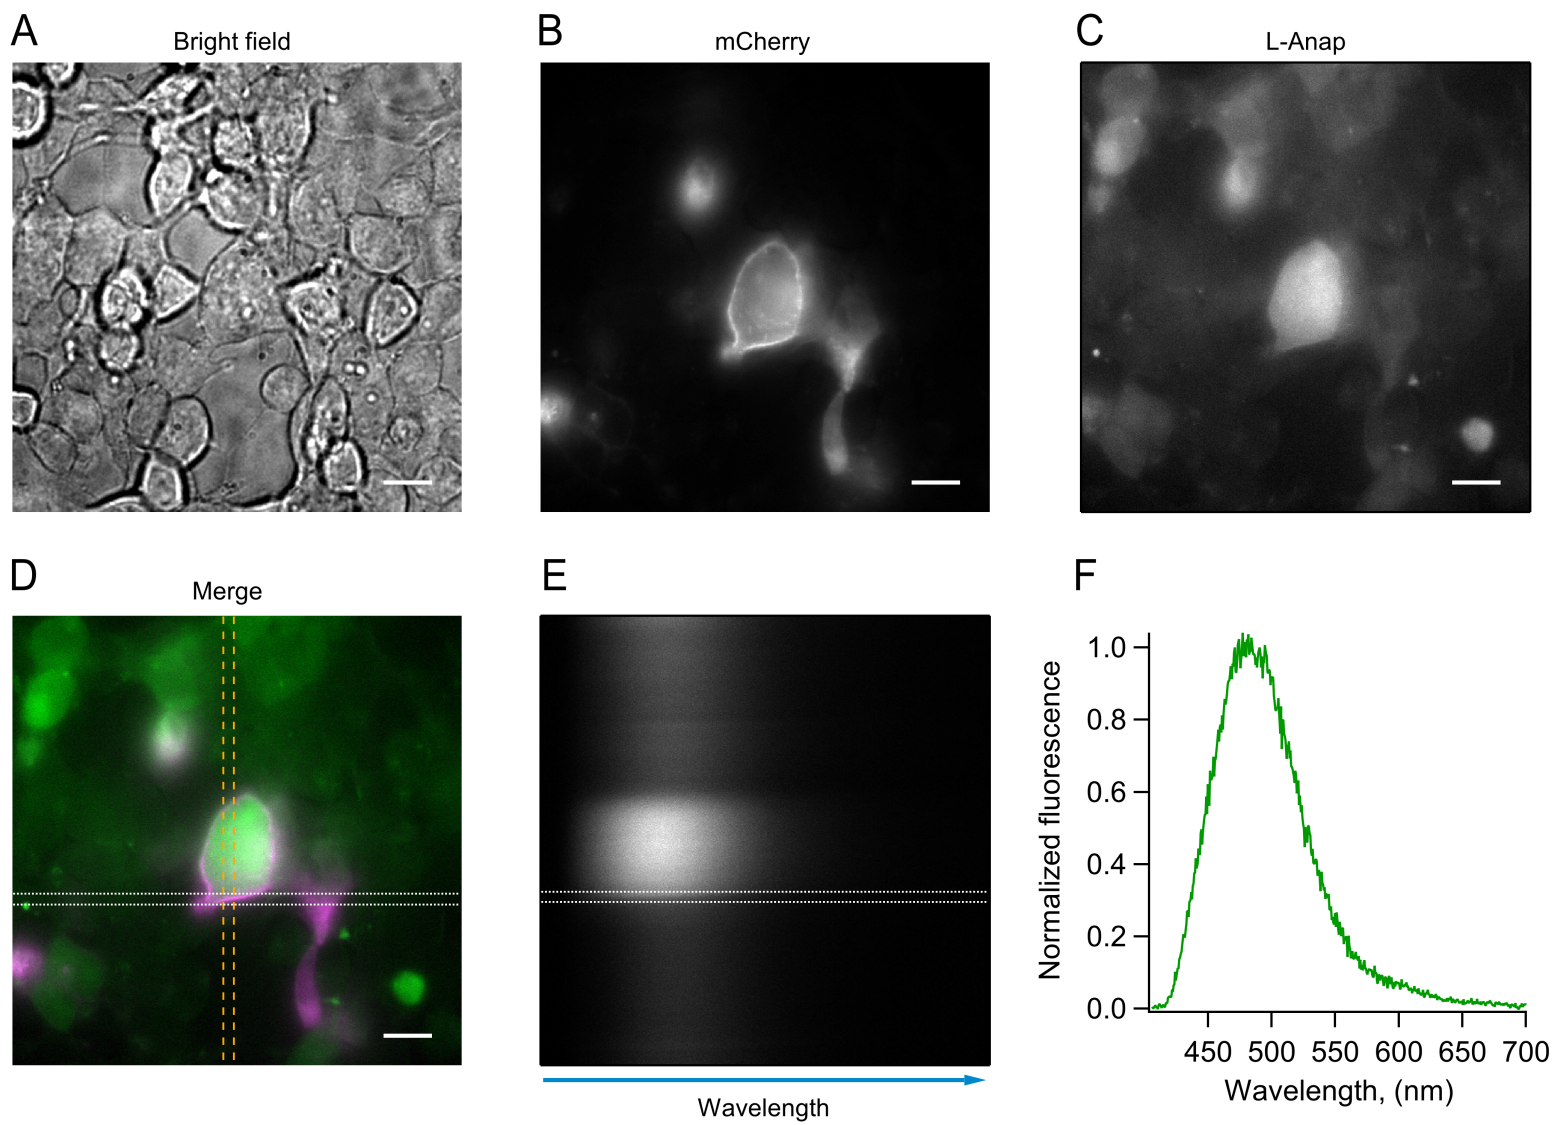 A
Bright field
B
mCherry
C
L-Anap
D
Merge
E
Wavelength
F
Normalized fluorescence
1.0
0.8
0.6
0.4
0.2
0.0
450 500 550 600 650 700
Wavelength, (nm)